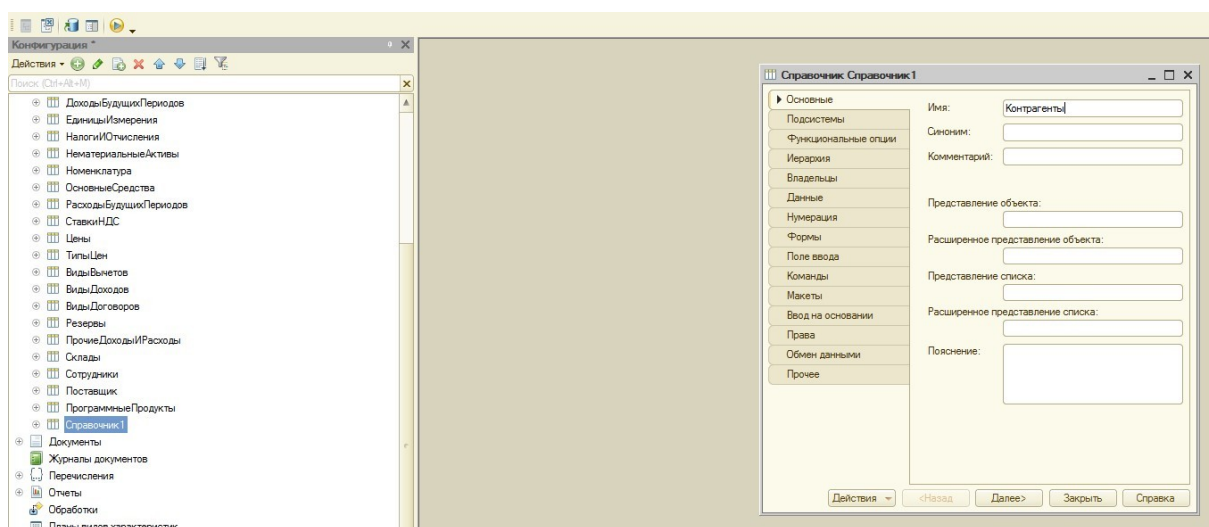 Конфигурация *
Действия
Поиск (Ctrl+Alt+M)
ДоходыБудущихПериодов
ЕдиницыИзмерения
НалогиИОтчисления
НематериальныеАктивы
Номенклатура
ОсновныеСредства
РасходыБудущихПериодов
СтавкиНДС
Цены
ТипыЦен
ВидыВычетов
ВидыДоходов
ВидыДоговоров
Резервы
ПрочиеДоходыИРасходы
Склады
Сотрудники
Поставщик
ПрограммныеПродукты
Справочник1
Документы
Журналы документов
Перечисления
Отчеты
Обработки
Планы видов характеристик
Справочник Справочник1
Основные
Подсистемы
Функциональные опции
Иерархия
Владельцы
Данные
Нумерация
Формы
Поле ввода
Команды
Макеты
Ввод на основании
Права
Обмен данными
Прочее
Имя: Контрагенты
Синоним:
Комментарий:
Представление объекта:
Расширенное представление объекта:
Представление списка:
Расширенное представление списка:
Пояснение:
Действия <Назад Далее> Закрыть Справка